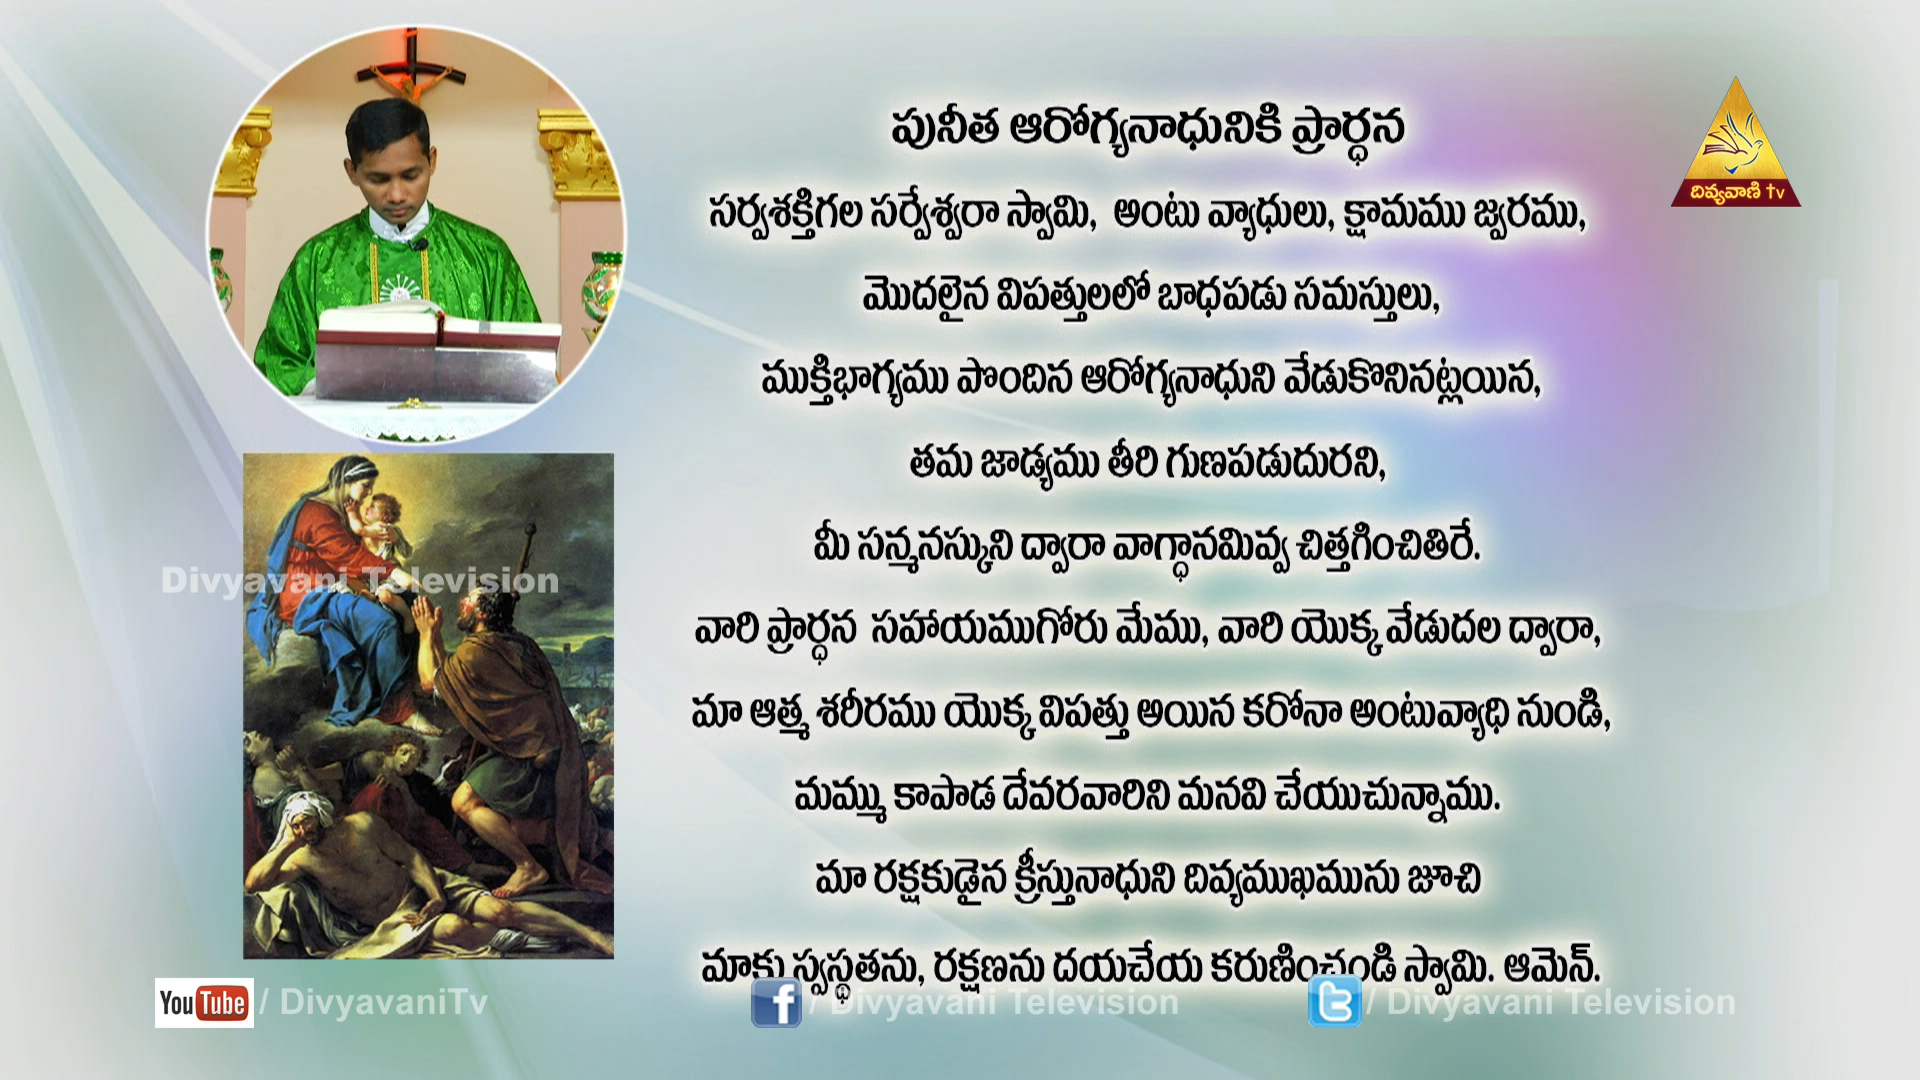 పునీత ఆరోగ్యనాధునికి ప్రార్ధన
సర్వశక్తిగల సర్వేశ్వరా స్వామి, అంటు వ్యాధులు, క్షామము జ్వరము,
మొదలైన విపత్తులలో బాధపడు సమస్తులు,
ముక్తిభాగ్యము పొందిన ఆరోగ్యనాధుని వేడుకొనినట్లయిన,
తమ జాడ్యము తీరి గుణపడుదురని,
మీ సన్మనస్కుని ద్వారా వాగ్ధానమివ్వ చిత్తగించితిరే.
వారి ప్రార్ధన సహాయముగోరు మేము, వారి యొక్క వేడుదల ద్వారా,
మా ఆత్మ శరీరము యొక్క విపత్తు అయిన కరోనా అంటువ్యాధి నుండి,
మమ్ము కాపాడ దేవరవారిని మనవి చేయుచున్నాము.
మా రక్షకుడైన క్రీస్తునాధుని దివ్యముఖమును జూచి
మాకు స్వస్థతను, రక్షణను దయచేయ కరుణించండి స్వామి. ఆమెన్.
దివ్యవాణి tv
Divyavani Television
YouTube / DivyavaniTv
f / Divyavani Television
t / Divyavani Television